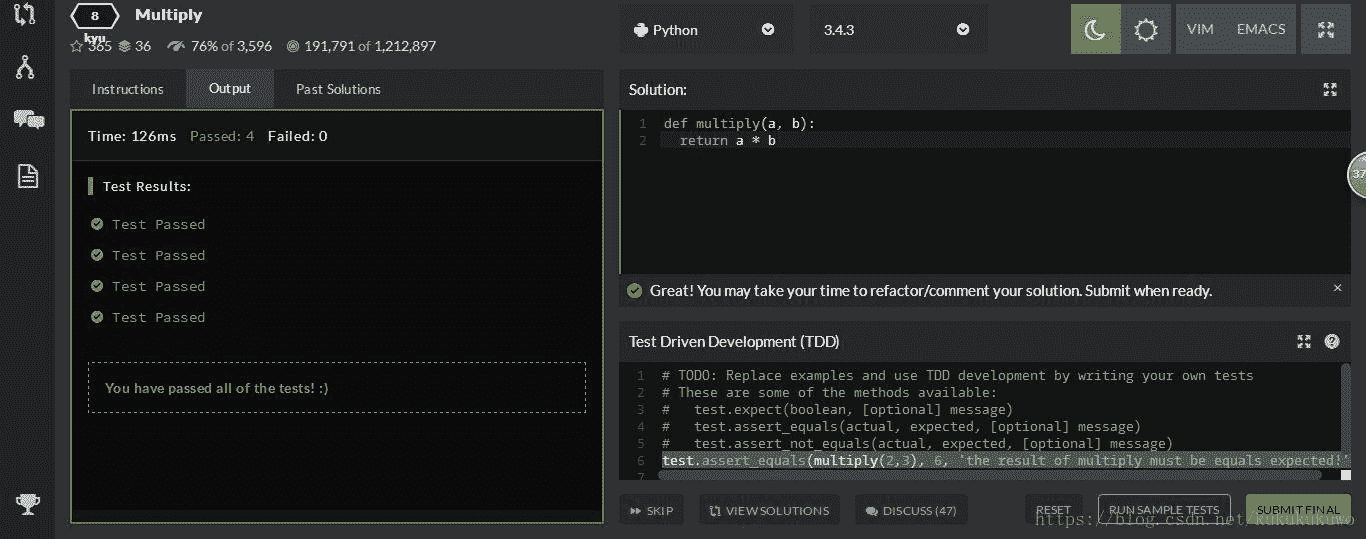 8 kyu Multiply
365 36 76% of 3,596 191,791 of 1,212,897
Python 3.4.3 VIM EMACS
Instructions Output Past Solutions
Time: 126ms Passed: 4 Failed: 0
Test Results:
Test Passed
Test Passed
Test Passed
Test Passed
You have passed all of the tests! :)
Solution:
1 def multiply(a, b):
2 return a * b
37
Great! You may take your time to refactor/comment your solution. Submit when ready. ×
Test Driven Development (TDD)
1 # TODO: Replace examples and use TDD development by writing your own tests
2 # These are some of the methods available:
3 # test.expect(boolean, [optional] message)
4 # test.assert_equals(actual, expected, [optional] message)
5 # test.assert_not_equals(actual, expected, [optional] message)
6 test.assert_equals(multiply(2,3), 6, 'the result of multiply must be equals expected!'
7
SKIP VIEW SOLUTIONS DISCUSS (47) RESET RUN SAMPLE TESTS SUBMIT FINAL
https://blog.csdn.net/kukukukuwo